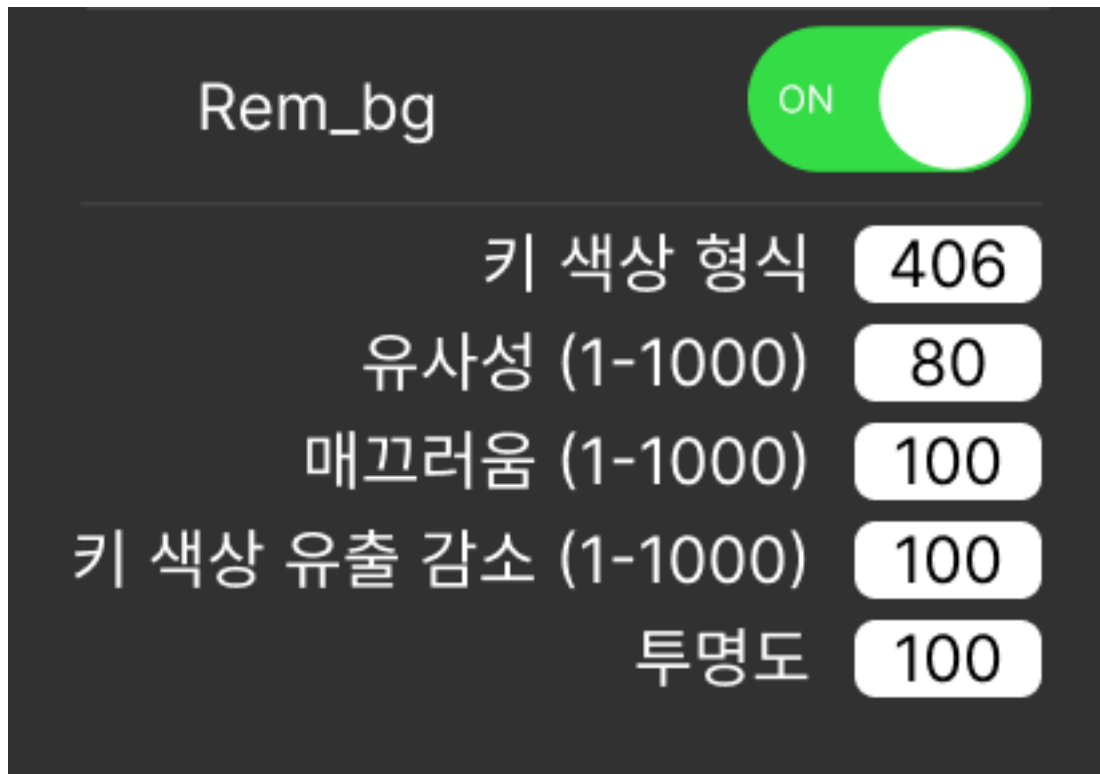 Rem_bg ON
키 색상 형식 406
유사성 (1-1000) 80
매끄러움 (1-1000) 100
키 색상 유출 감소 (1-1000) 100
투명도 100